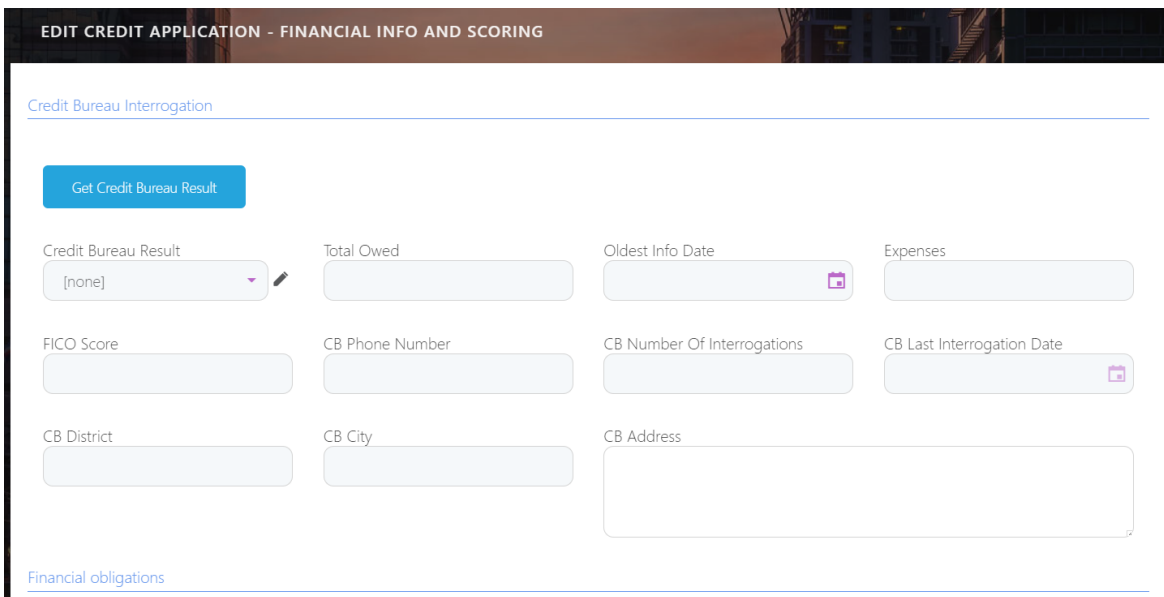 EDIT CREDIT APPLICATION - FINANCIAL INFO AND SCORING
Credit Bureau Interrogation
Get Credit Bureau Result
Credit Bureau Result
Total Owed
Oldest Info Date
Expenses
[none]
FICO Score
CB Phone Number
CB Number Of Interrogations
CB Last Interrogation Date
CB District
CB City
CB Address
Financial obligations